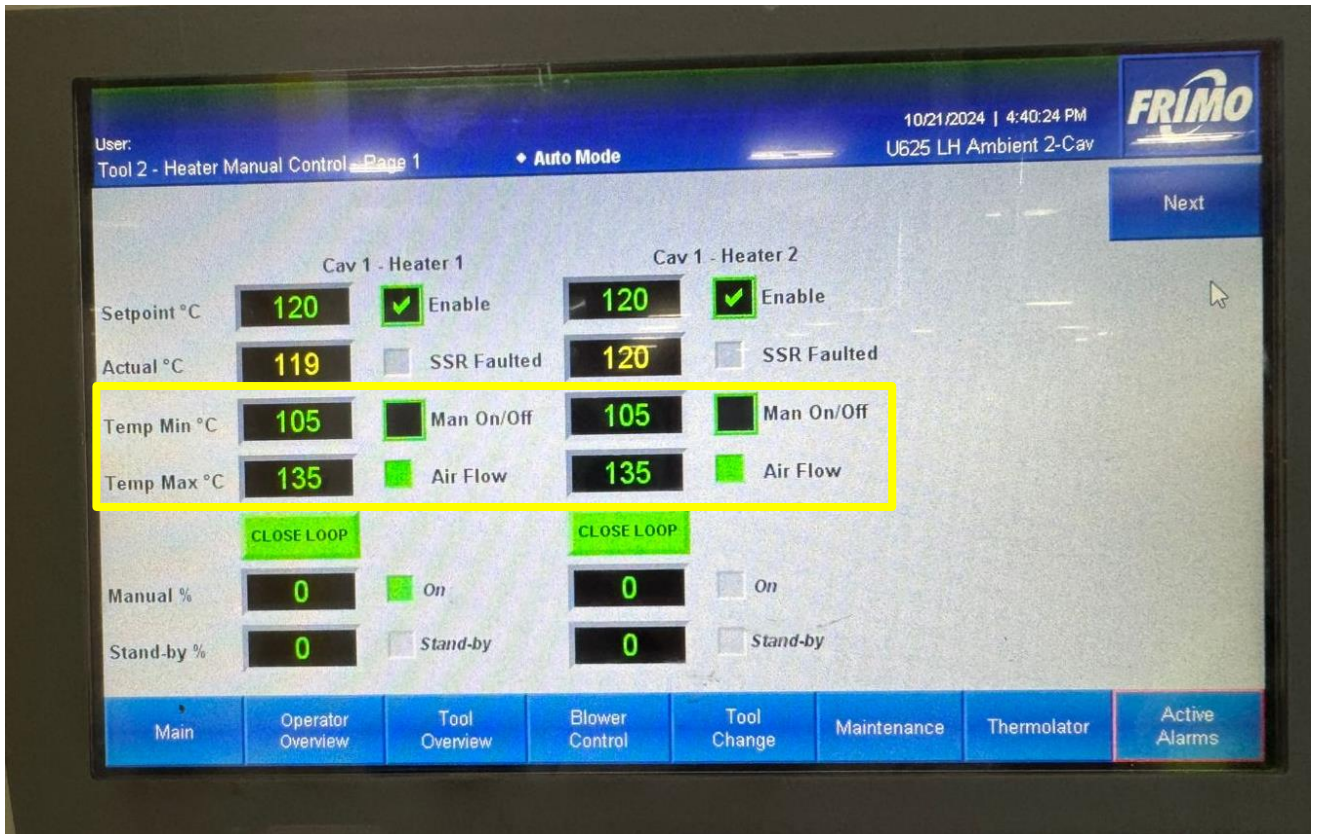 FRIMO
10/21/2024 | 4:40:24 PM
User:
U625 LH Ambient 2-Cav
Tool 2 - Heater Manual Control - Page 1
Auto Mode
Next
Cav 1 - Heater 1
Cav 1 - Heater 2
Setpoint °C 120 Enable 120 Enable
Actual °C 119 SSR Faulted 120 SSR Faulted
Temp Min °C 105 Man On/Off 105 Man On/Off
Temp Max °C 135 Air Flow 135 Air Flow
CLOSE LOOP CLOSE LOOP
Manual % 0 On 0 On
Stand-by % 0 Stand-by 0 Stand-by
Main
Operator
Overview
Tool
Overview
Blower
Control
Tool
Change
Maintenance
Thermolator
Active
Alarms